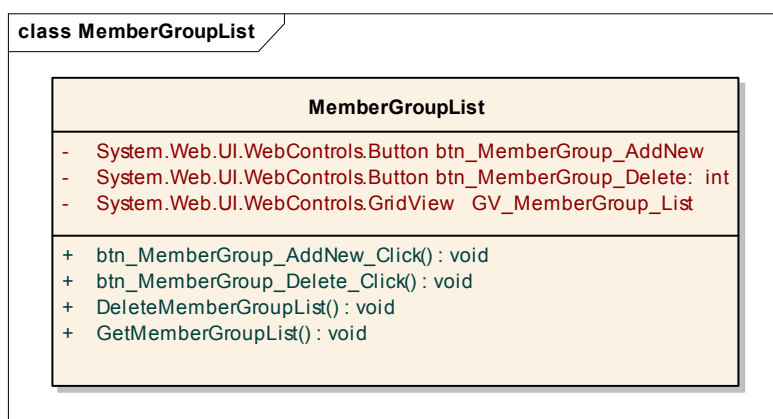 class MemberGroupList
MemberGroupList
- System.Web.UI.WebControls.Button btn_MemberGroup_AddNew
- System.Web.UI.WebControls.Button btn_MemberGroup_Delete: int
- System.Web.UI.WebControls.GridView GV_MemberGroup_List
+ btn_MemberGroup_AddNew_Click() : void
+ btn_MemberGroup_Delete_Click() : void
+ DeleteMemberGroupList() : void
+ GetMemberGroupList() : void